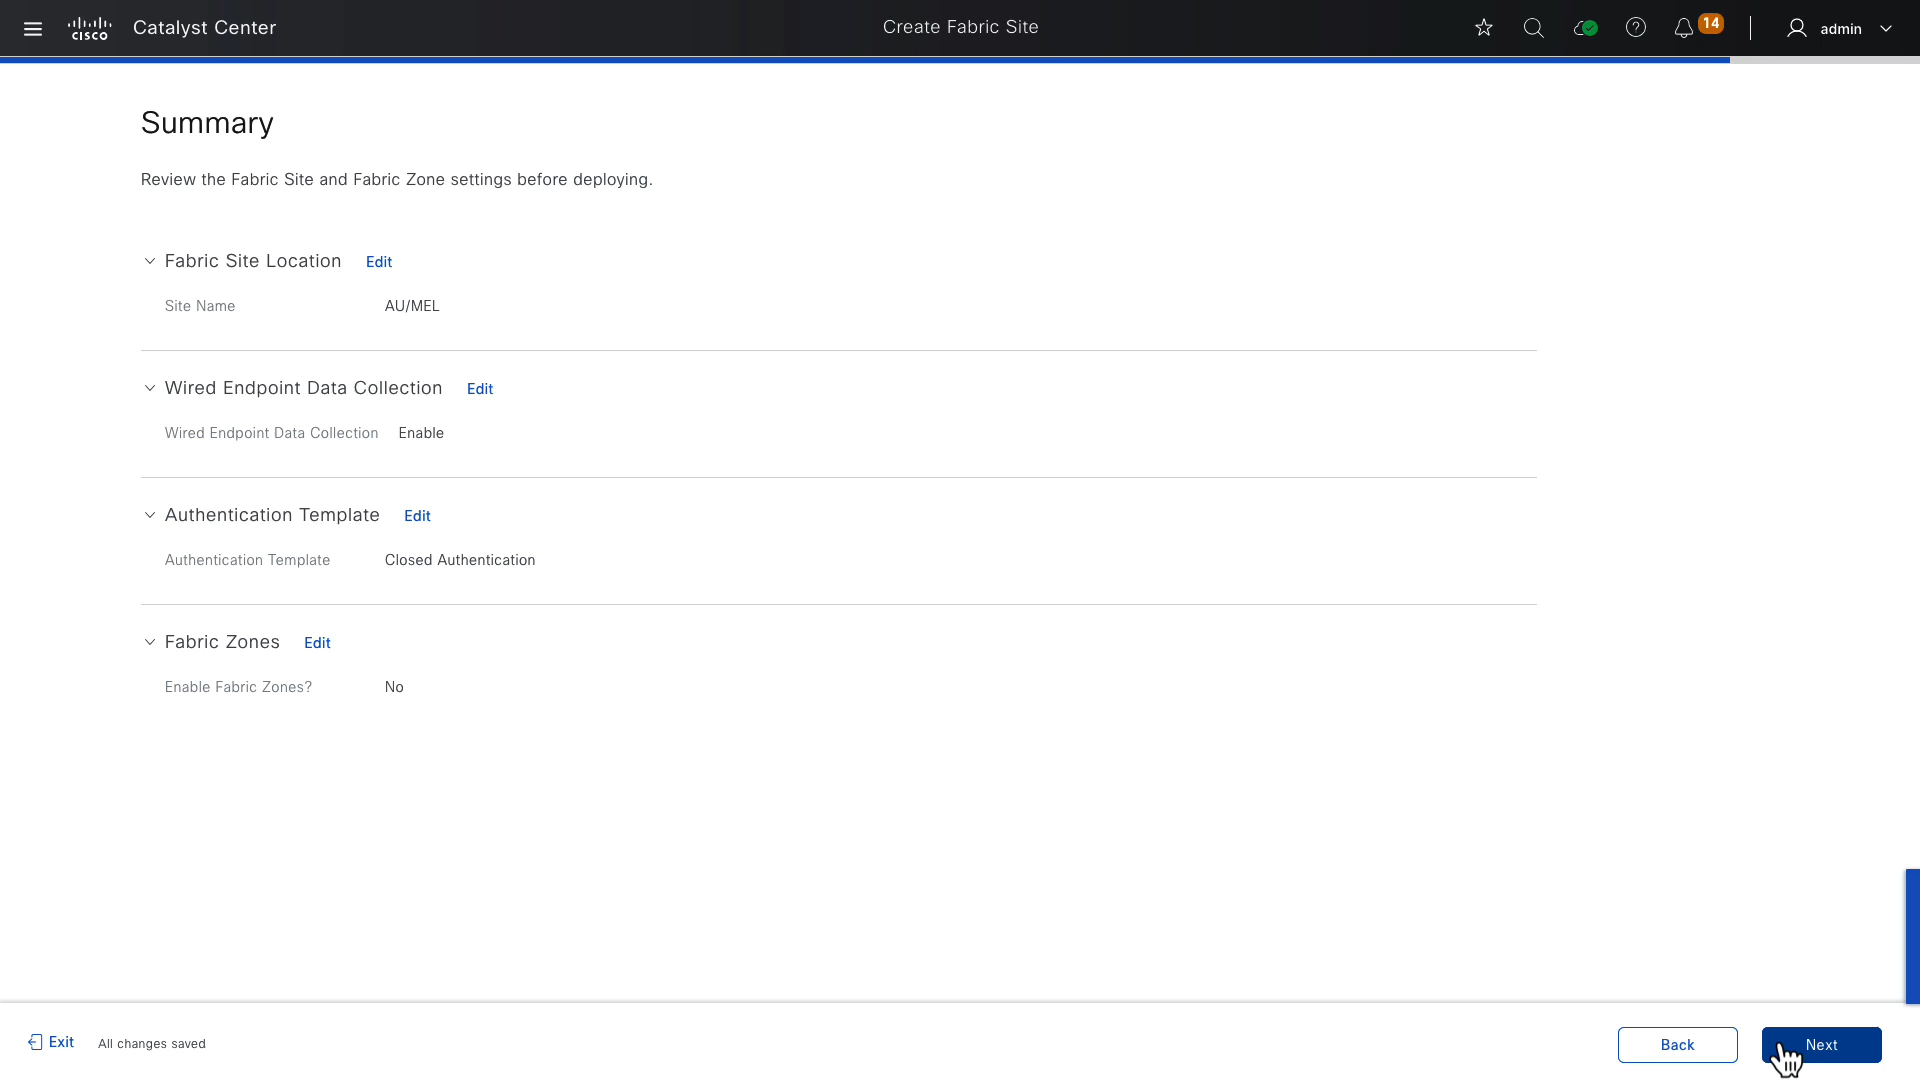 cisco Catalyst Center Create Fabric Site 14 admin
Summary
Review the Fabric Site and Fabric Zone settings before deploying.
Fabric Site Location Edit
Site Name AU/MEL
Wired Endpoint Data Collection Edit
Wired Endpoint Data Collection Enable
Authentication Template Edit
Authentication Template Closed Authentication
Fabric Zones Edit
Enable Fabric Zones? No
Exit All changes saved Back Next